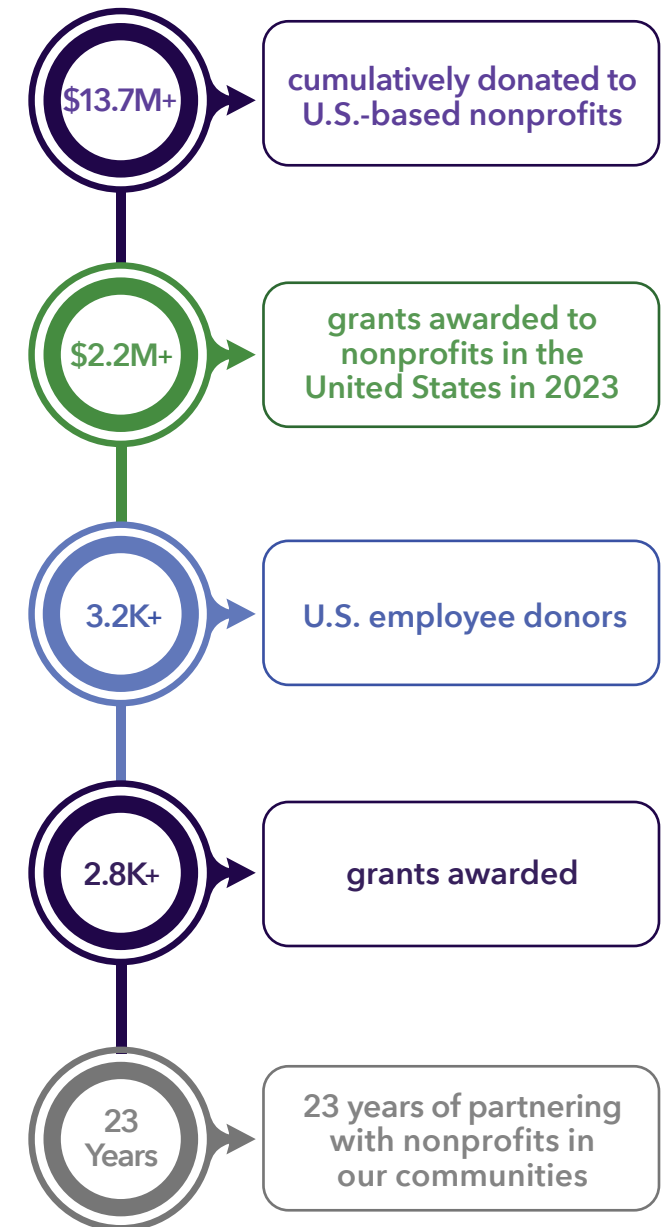 $13.7M+
cumulatively donated to
U.S.-based nonprofits
$2.2M+
grants awarded to
nonprofits in the
United States in 2023
3.2K+
U.S. employee donors
2.8K+
grants awarded
23
Years
23 years of partnering
with nonprofits in
our communities